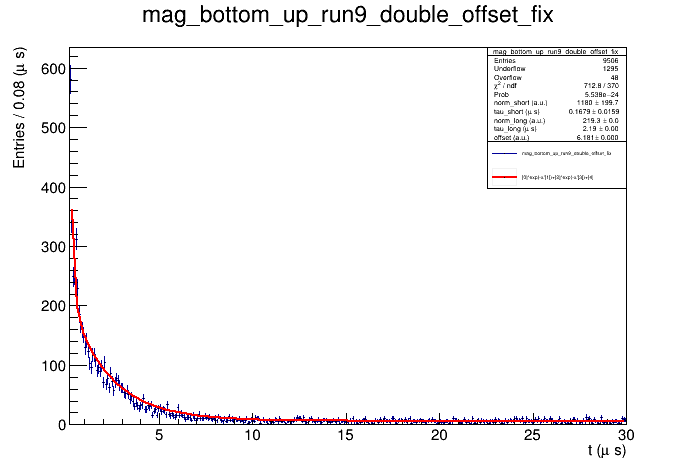 mag_bottom_up_run9_double_offset_fix
Entries / 0.08 (μ s)
600
500
400
300
200
100
0
5
10
15
20
25
30
t (μ s)
mag_bottom_up_run9_double_offset_fix
Entries 9506
Underflow 1295
Overflow 48
χ² / ndf 712.8 / 370
Prob 5.538e−24
norm_short (a.u.) 1180 ± 199.7
tau_short (μ s) 0.1679 ± 0.0159
norm_long (a.u.) 219.3 ± 0.0
tau_long (μ s) 2.19 ± 0.00
offset (a.u.) 6.181 ± 0.000
mag_bottom_up_run9_double_offset_fix